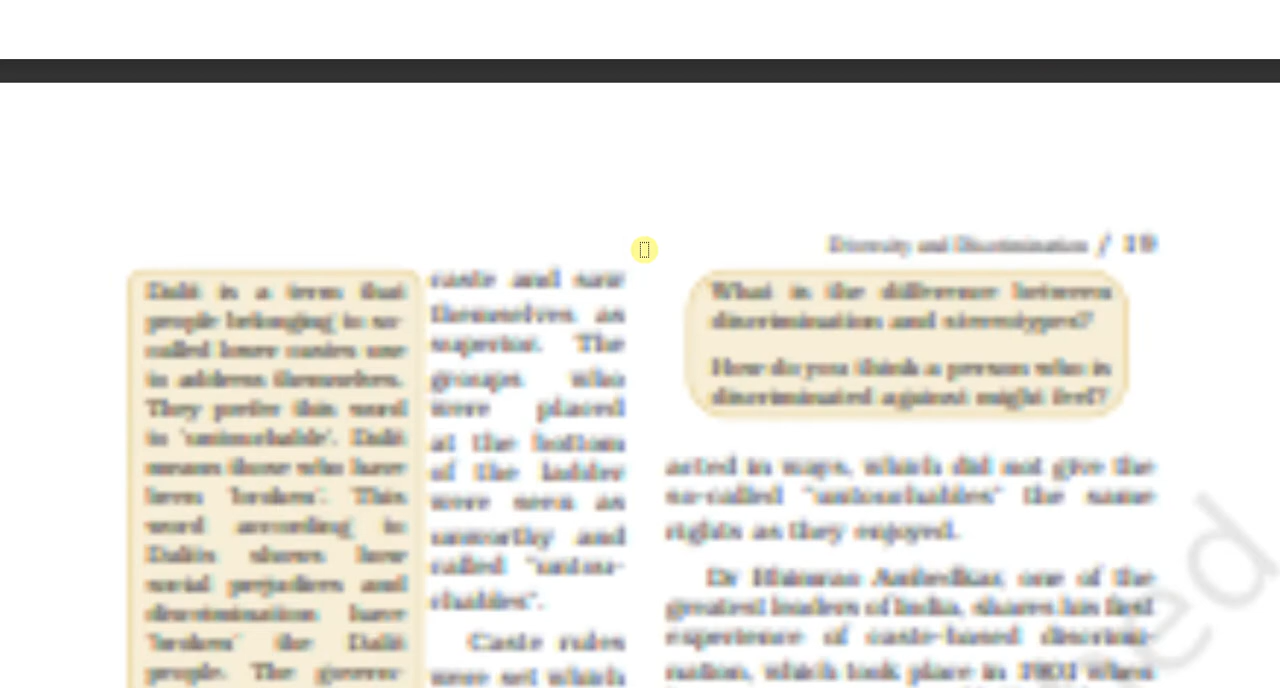 Diversity and Discrimination / 19
Dalit is a term that
people belonging to so-
called lower castes use
to address themselves.
They prefer this word
to 'untouchable'. Dalit
means those who have
been 'broken'. This
word according to
Dalits shows how
social prejudices and
discrimination have
'broken' the Dalit
people. The govern-
caste and saw
themselves as
superior. The
groups who
were placed
at the bottom
of the ladder
were seen as
unworthy and
called "untou-
chables".
Caste rules
were set which
What is the difference between
discrimination and stereotypes?
How do you think a person who is
discriminated against might feel?
acted in ways, which did not give the
so-called "untouchables" the same
rights as they enjoyed.
Dr Bhimrao Ambedkar, one of the
greatest leaders of India, shares his first
experience of caste-based discrimi-
nation, which took place in 1901 when
ed